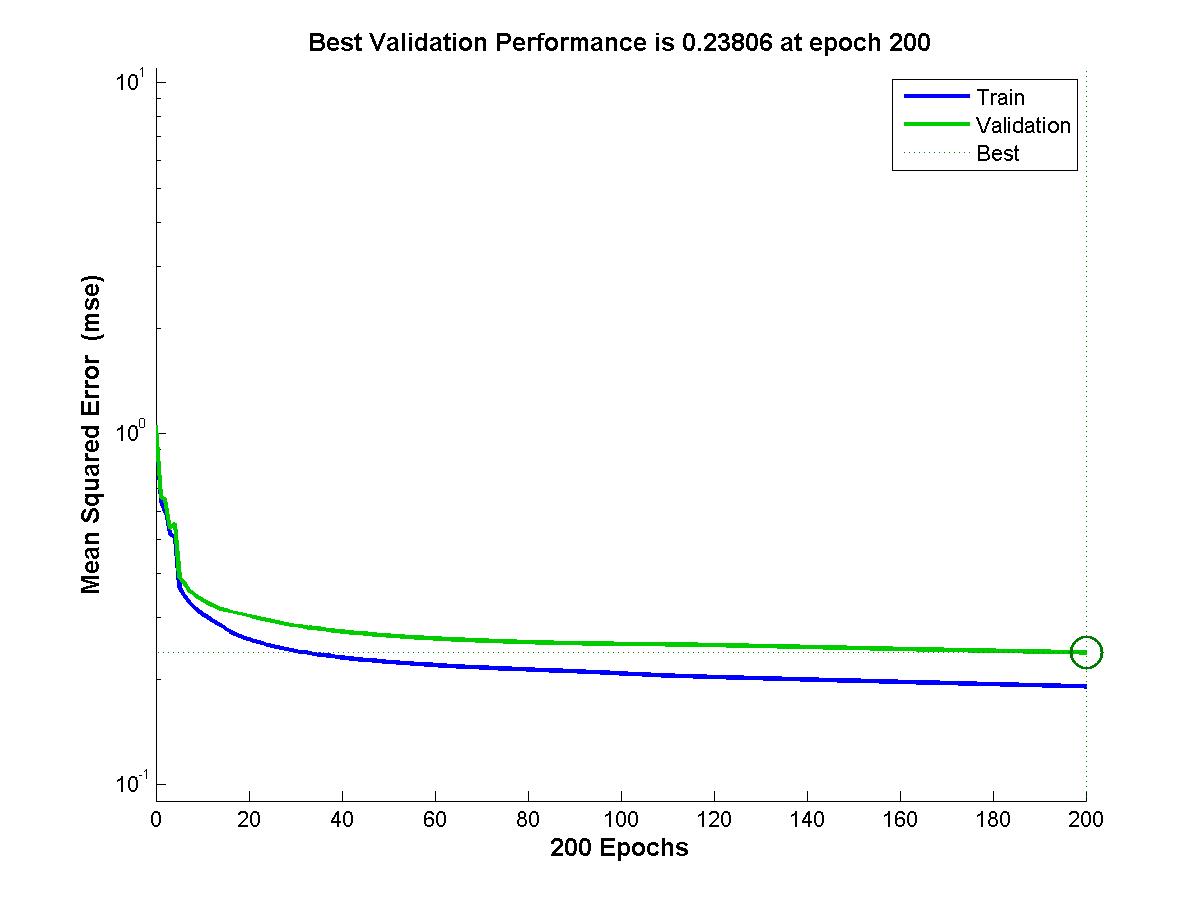 Best Validation Performance is 0.23806 at epoch 200
Train
Validation
Best
Mean Squared Error (mse)
10^1
10^0
10^-1
0 20 40 60 80 100 120 140 160 180 200
200 Epochs